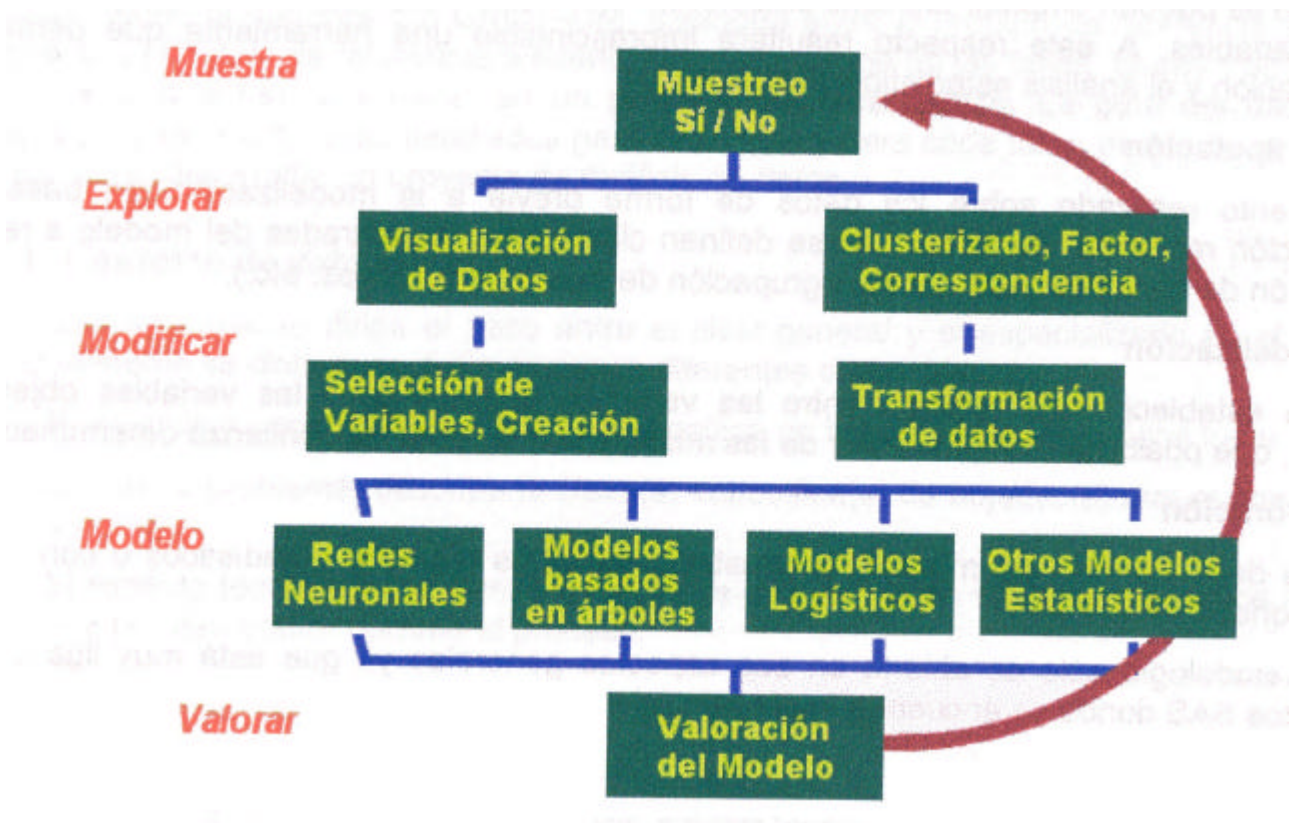 Muestra
Muestreo
Sí / No
Explorar
Visualización
de Datos
Clusterizado, Factor,
Correspondencia
Modificar
Selección de
Variables, Creación
Transformación
de datos
Modelo
Redes
Neuronales
Modelos
basados
en árboles
Modelos
Logísticos
Otros Modelos
Estadísticos
Valorar
Valoración
del Modelo